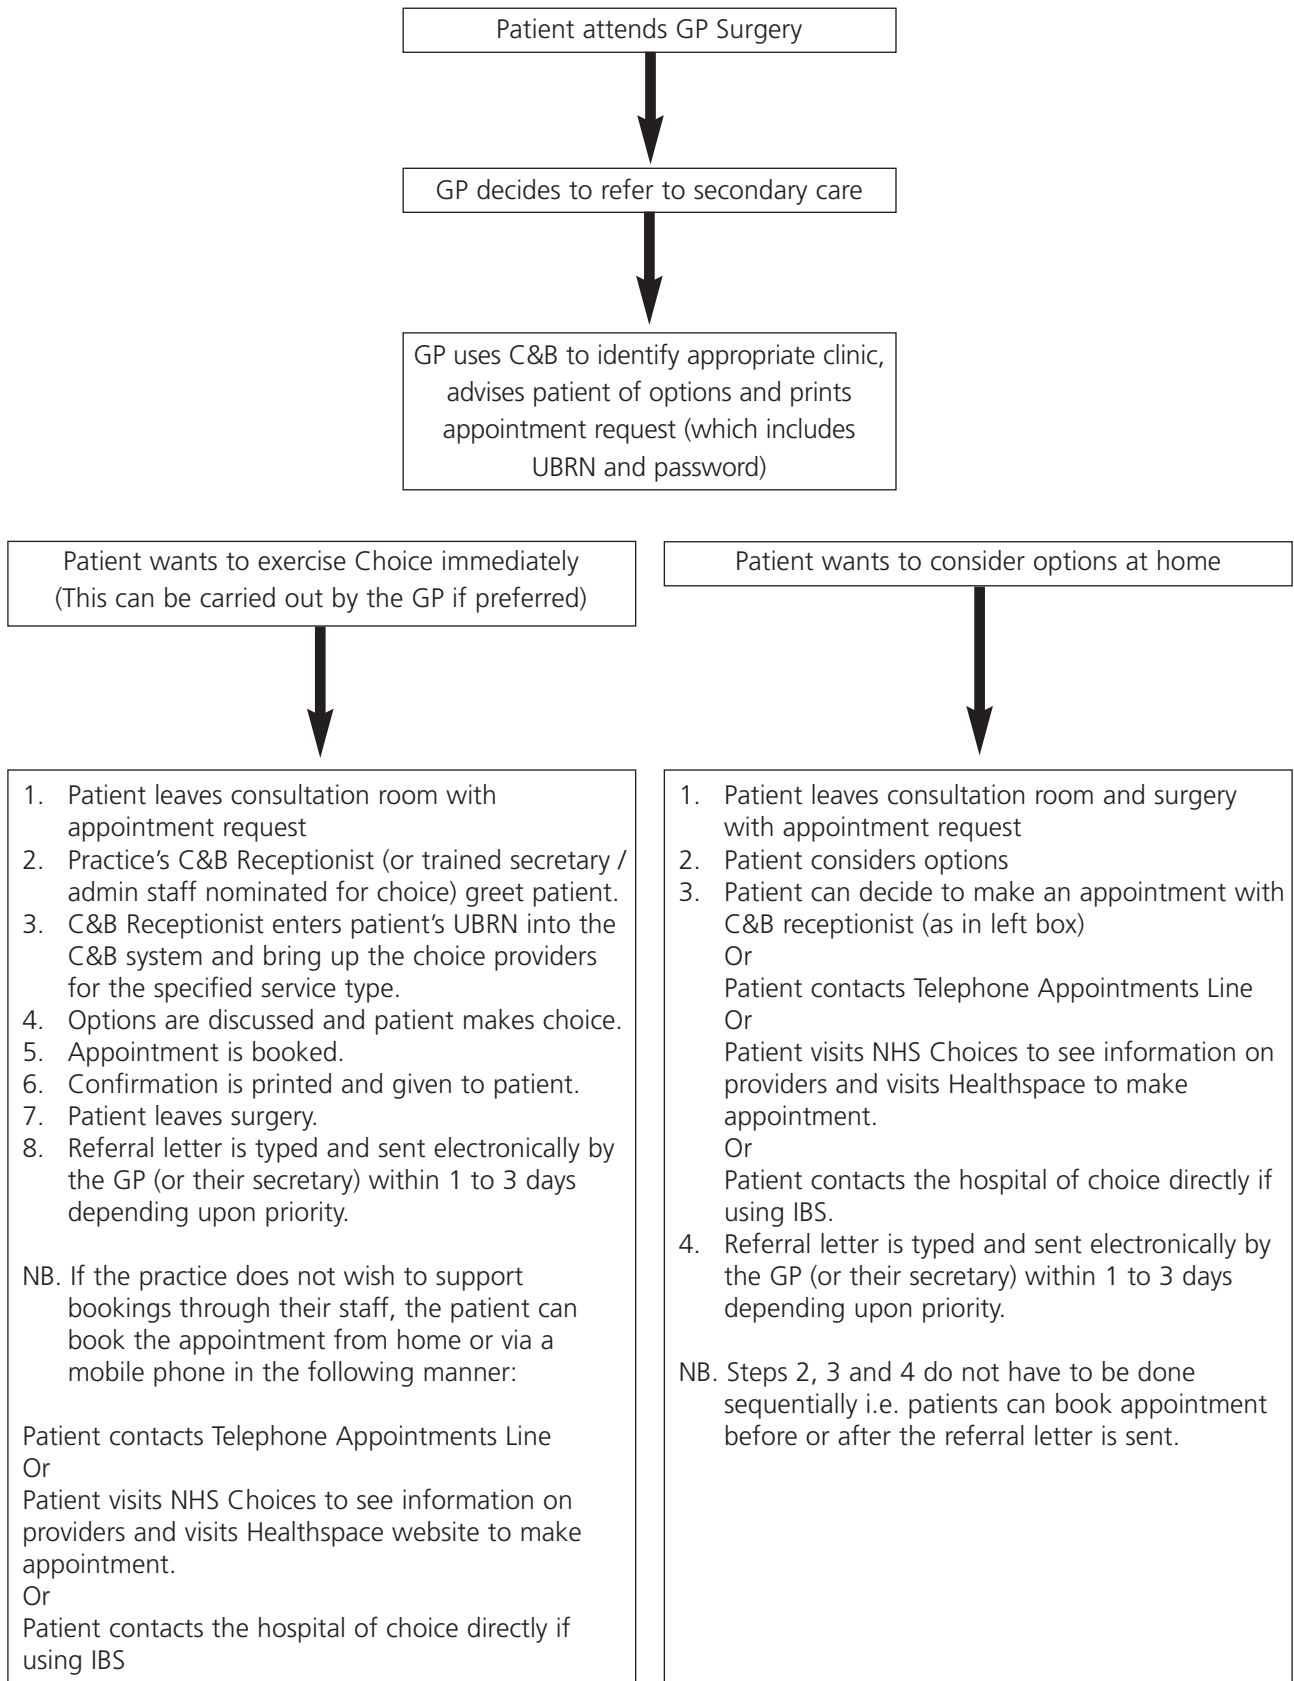 Patient attends GP Surgery
GP decides to refer to secondary care
GP uses C&B to identify appropriate clinic,
advises patient of options and prints
appointment request (which includes
UBRN and password)
Patient wants to exercise Choice immediately
(This can be carried out by the GP if preferred)
1. Patient leaves consultation room with
appointment request
2. Practice's C&B Receptionist (or trained secretary /
admin staff nominated for choice) greet patient.
3. C&B Receptionist enters patient's UBRN into the
C&B system and bring up the choice providers
for the specified service type.
4. Options are discussed and patient makes choice.
5. Appointment is booked.
6. Confirmation is printed and given to patient.
7. Patient leaves surgery.
8. Referral letter is typed and sent electronically by
the GP (or their secretary) within 1 to 3 days
depending upon priority.
NB. If the practice does not wish to support
bookings through their staff, the patient can
book the appointment from home or via a
mobile phone in the following manner:
Patient contacts Telephone Appointments Line
Or
Patient visits NHS Choices to see information on
providers and visits Healthspace website to make
appointment.
Or
Patient contacts the hospital of choice directly if
using IBS
Patient wants to consider options at home
1. Patient leaves consultation room and surgery
with appointment request
2. Patient considers options
3. Patient can decide to make an appointment with
C&B receptionist (as in left box)
Or
Patient contacts Telephone Appointments Line
Or
Patient visits NHS Choices to see information on
providers and visits Healthspace to make
appointment.
Or
Patient contacts the hospital of choice directly if
using IBS.
4. Referral letter is typed and sent electronically by
the GP (or their secretary) within 1 to 3 days
depending upon priority.
NB. Steps 2, 3 and 4 do not have to be done
sequentially i.e. patients can book appointment
before or after the referral letter is sent.